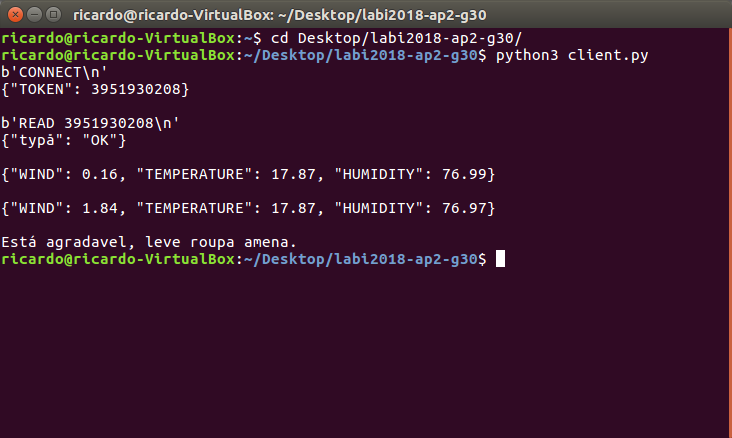 ricardo@ricardo-VirtualBox: ~/Desktop/labi2018-ap2-g30
ricardo@ricardo-VirtualBox:~$ cd Desktop/labi2018-ap2-g30/
ricardo@ricardo-VirtualBox:~/Desktop/labi2018-ap2-g30$ python3 client.py
b'CONNECT\n'
{"TOKEN": 3951930208}
b'READ 3951930208\n'
{"typå": "OK"}
{"WIND": 0.16, "TEMPERATURE": 17.87, "HUMIDITY": 76.99}
{"WIND": 1.84, "TEMPERATURE": 17.87, "HUMIDITY": 76.97}
Está agradavel, leve roupa amena.
ricardo@ricardo-VirtualBox:~/Desktop/labi2018-ap2-g30$